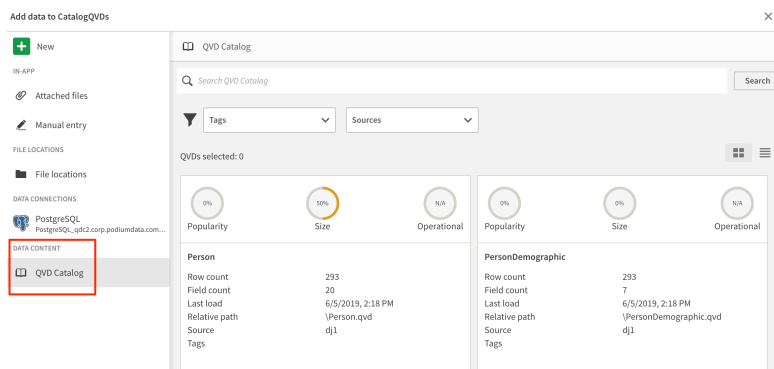 Add data to CatalogQVDs
New
IN-APP
Attached files
Manual entry
FILE LOCATIONS
File locations
DATA CONNECTIONS
PostgreSQL
PostgreSQL_qdc2.corp.podiumdata.com...
DATA CONTENT
QVD Catalog
QVD Catalog
Search QVD Catalog
Search
Tags
Sources
QVDs selected: 0
0%
50%
N/A
Popularity
Size
Operational
Person
Row count 293
Field count 20
Last load 6/5/2019, 2:18 PM
Relative path \Person.qvd
Source dj1
Tags
0%
0%
N/A
Popularity
Size
Operational
PersonDemographic
Row count 293
Field count 7
Last load 6/5/2019, 2:18 PM
Relative path \PersonDemographic.qvd
Source dj1
Tags